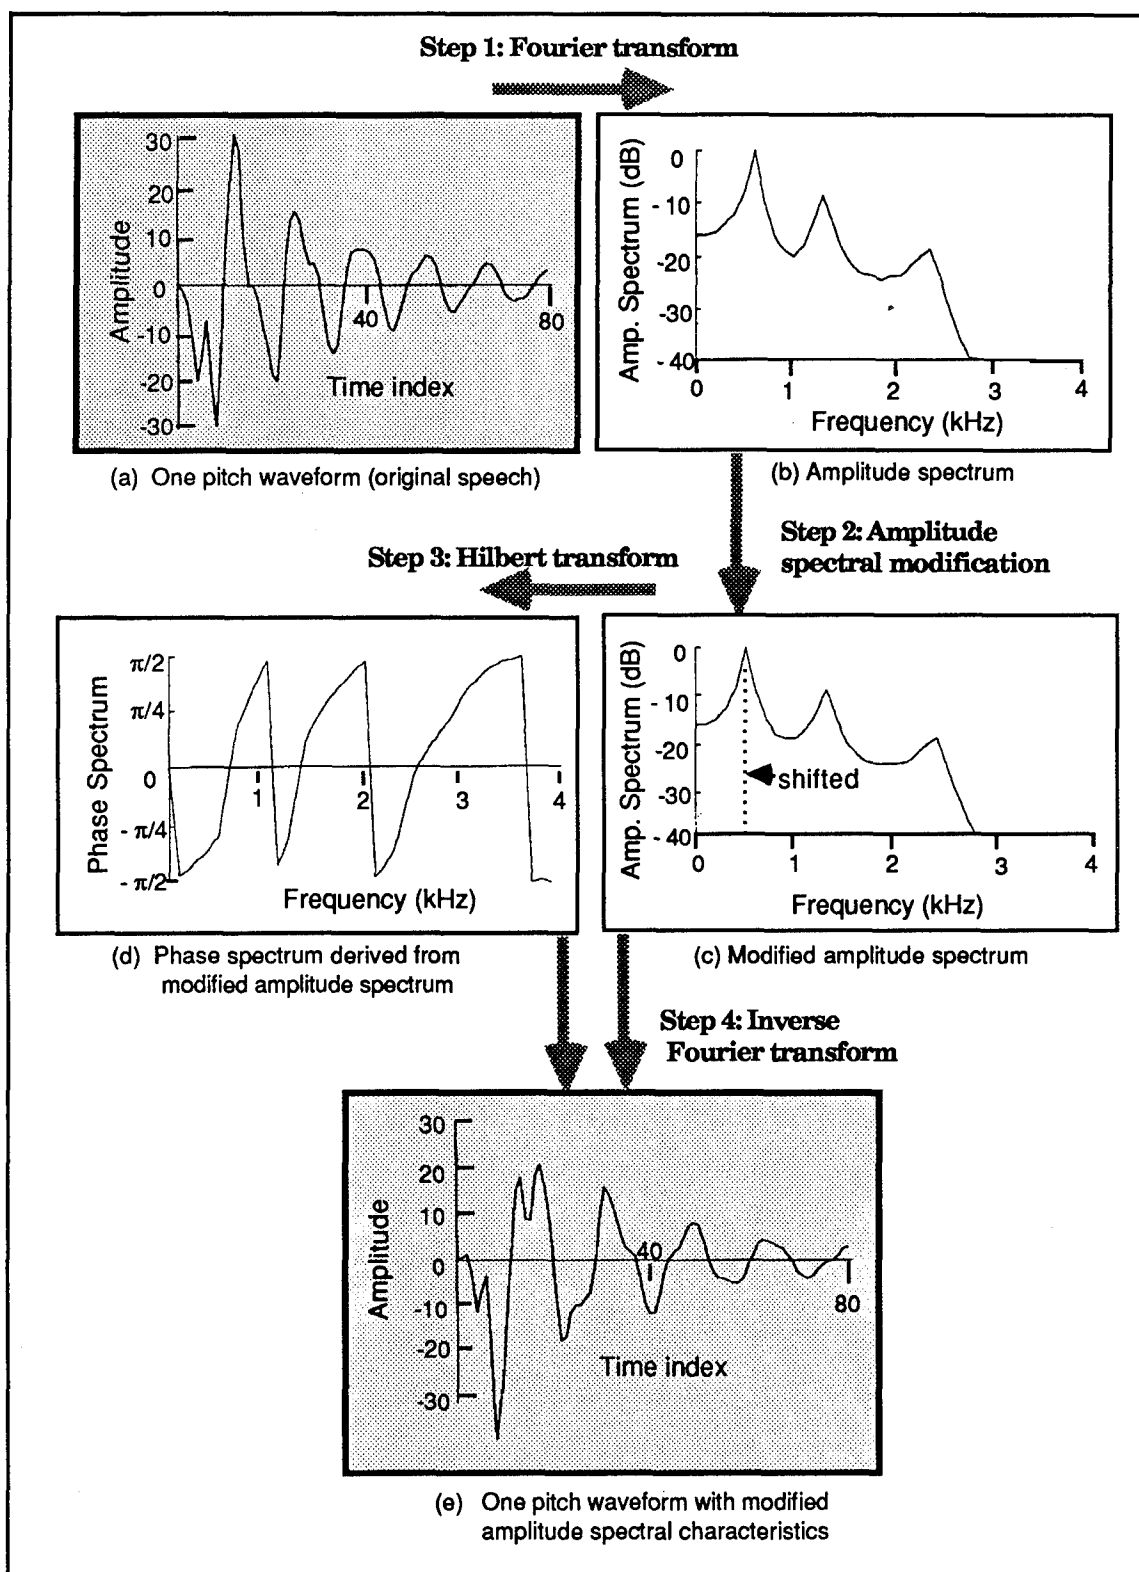 Step 1: Fourier transform
30
20
10
0
-10
-20
-30
Amplitude
40
80
Time index
(a) One pitch waveform (original speech)
0
- 10
-20
-30
- 40
Amp. Spectrum (dB)
0
1
2
3
4
Frequency (kHz)
(b) Amplitude spectrum
Step 2: Amplitude
spectral modification
Step 3: Hilbert transform
π/2
π/4
0
- π/4
- π/2
Phase Spectrum
1
2
3
4
Frequency (kHz)
(d) Phase spectrum derived from
modified amplitude spectrum
0
- 10
-20
-30
- 40
Amp. Spectrum (dB)
shifted
0
1
2
3
4
Frequency (kHz)
(c) Modified amplitude spectrum
Step 4: Inverse
Fourier transform
30
20
10
0
-10
-20
-30
Amplitude
40
80
Time index
(e) One pitch waveform with modified
amplitude spectral characteristics